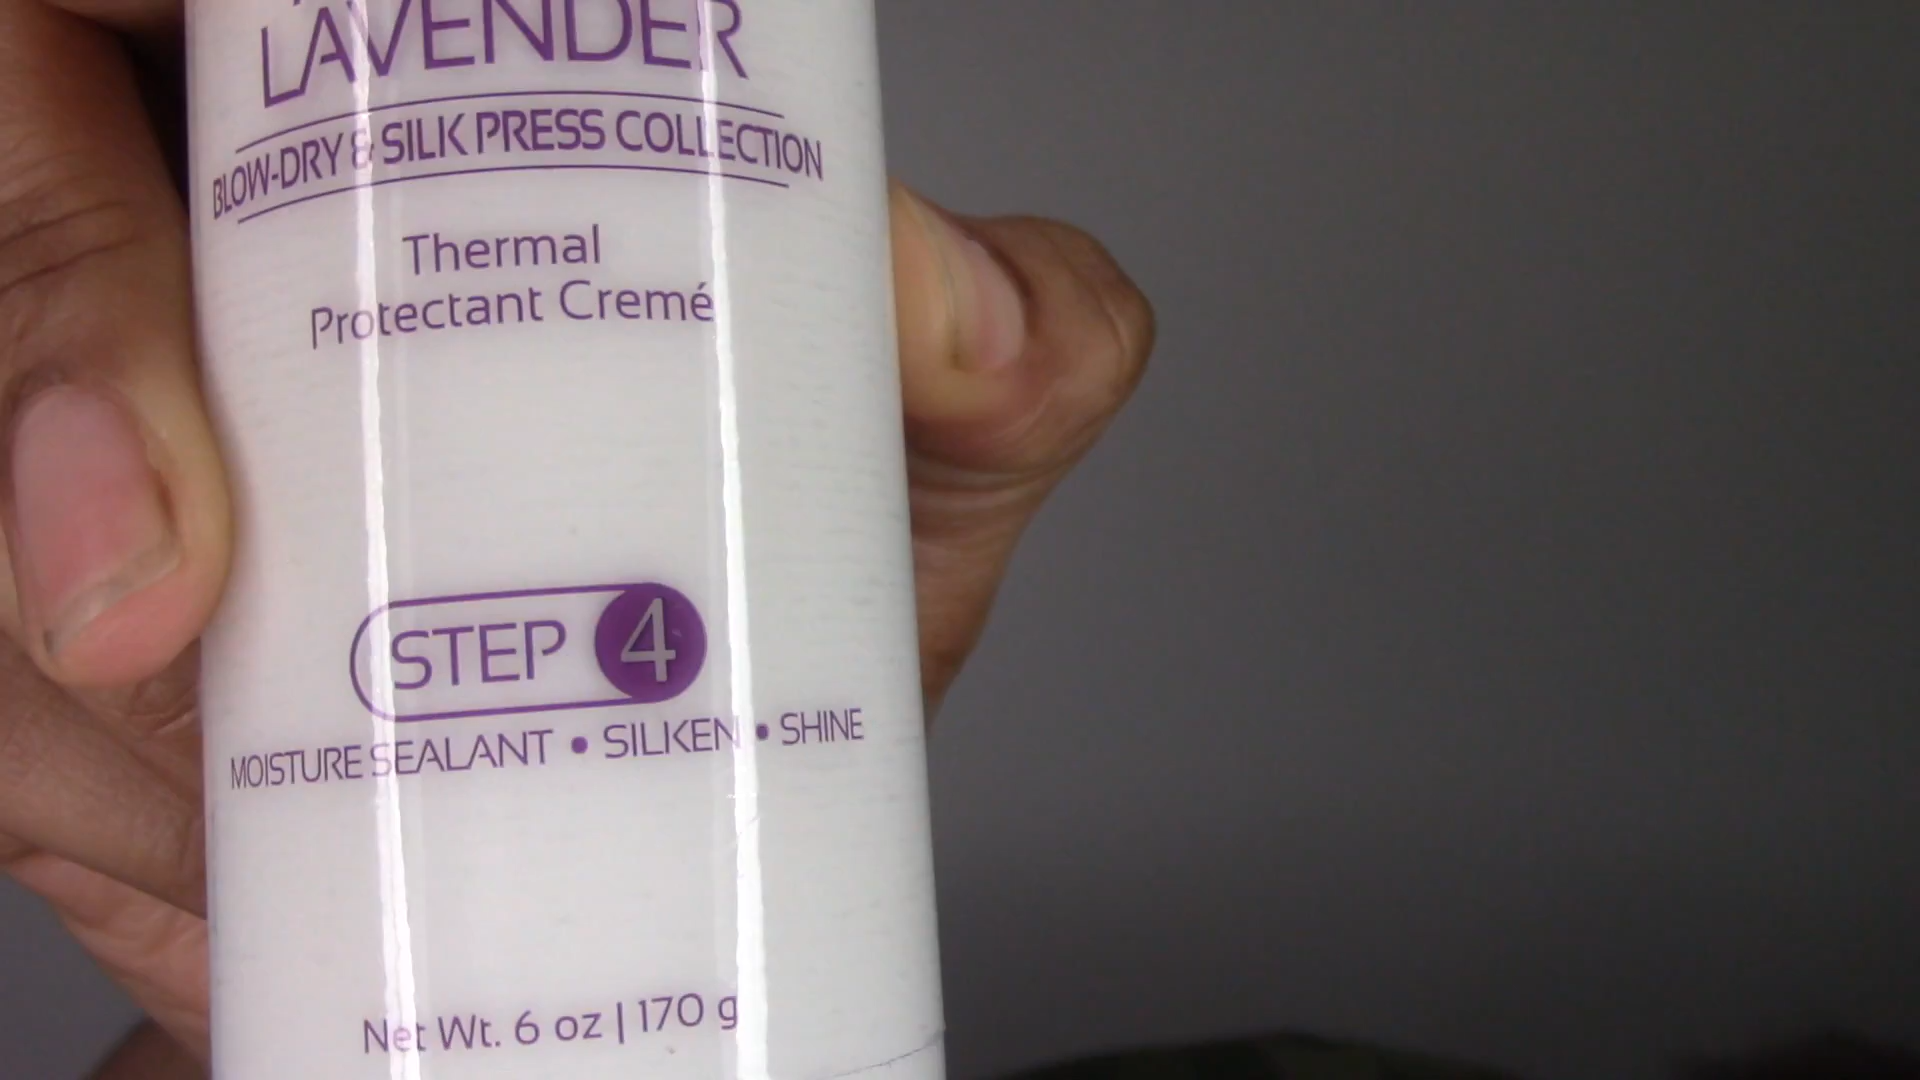 LAVENDER
BLOW-DRY & SILK PRESS COLLECTION
Thermal
Protectant Cremé
STEP 4
MOISTURE SEALANT • SILKEN • SHINE
Net Wt. 6 oz | 170 g